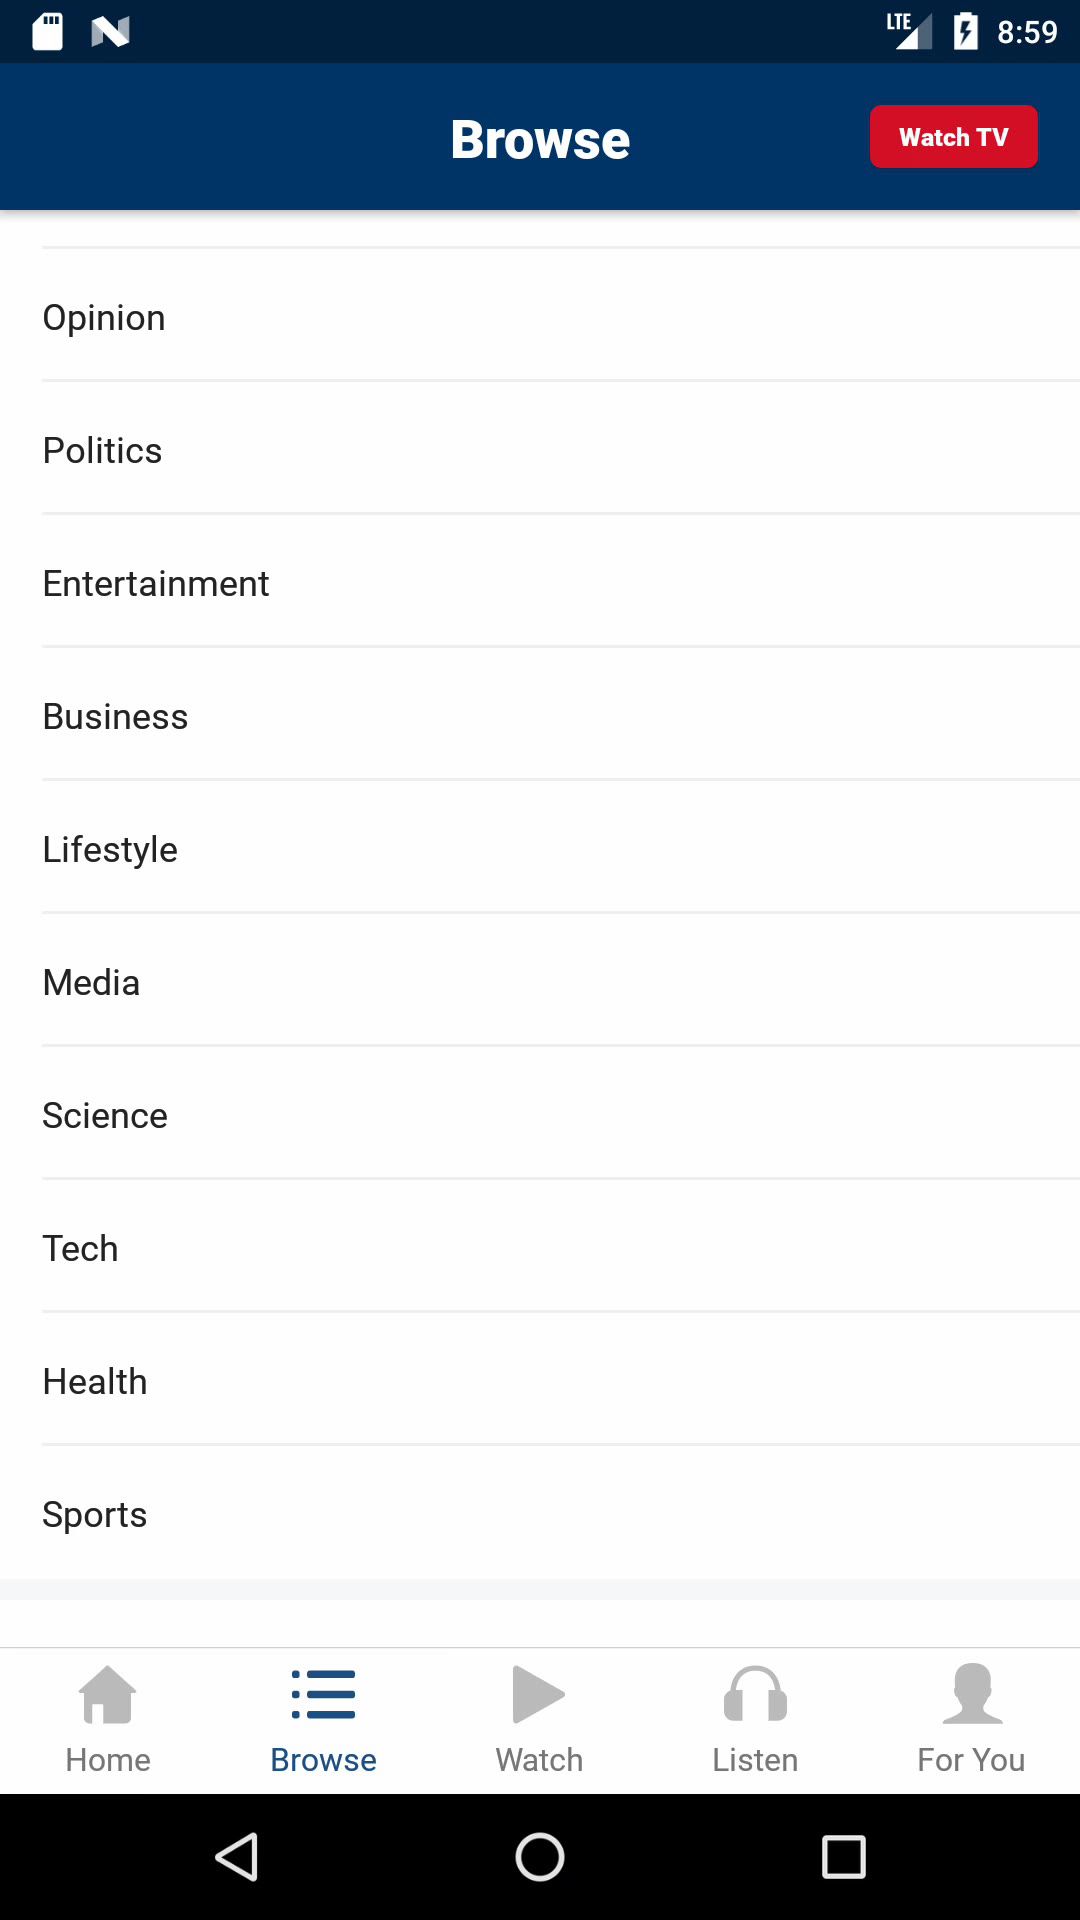 LTE 8:59
Browse
Watch TV
Opinion
Politics
Entertainment
Business
Lifestyle
Media
Science
Tech
Health
Sports
Home Browse Watch Listen For You